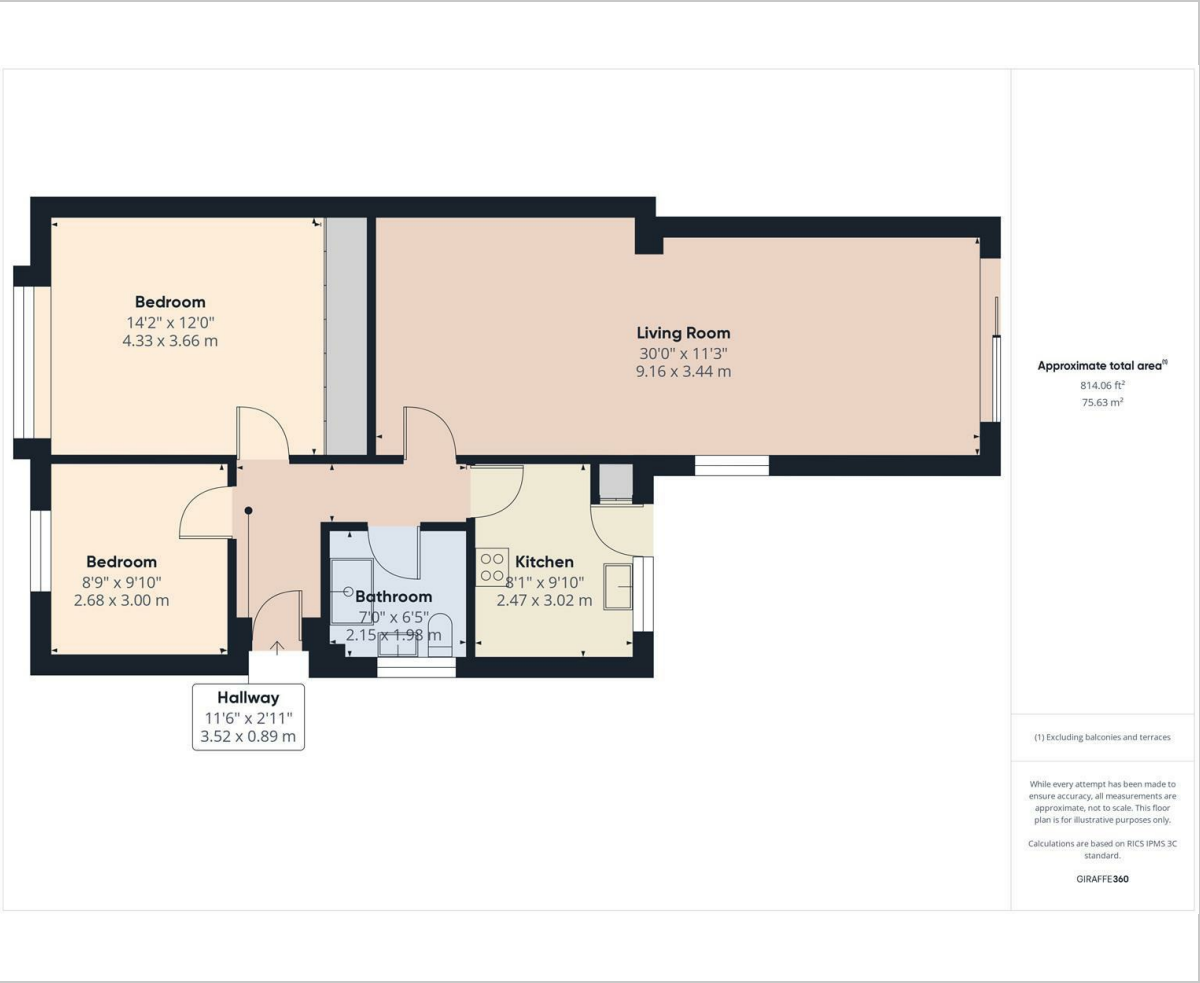 Bedroom
14'2" x 12'0"
4.33 x 3.66 m
Living Room
30'0" x 11'3"
9.16 x 3.44 m
Bedroom
8'9" x 9'10"
2.68 x 3.00 m
Bathroom
7'0" x 6'5"
2.15 x 1.98 m
Kitchen
8'1" x 9'10"
2.47 x 3.02 m
Hallway
11'6" x 2'11"
3.52 x 0.89 m
Approximate total area(1)
814.06 ft²
75.63 m²
(1) Excluding balconies and terraces
While every attempt has been made to
ensure accuracy, all measurements are
approximate, not to scale. This floor
plan is for illustrative purposes only.
Calculations are based on RICS IPMS 3C
standard.
GIRAFFE360